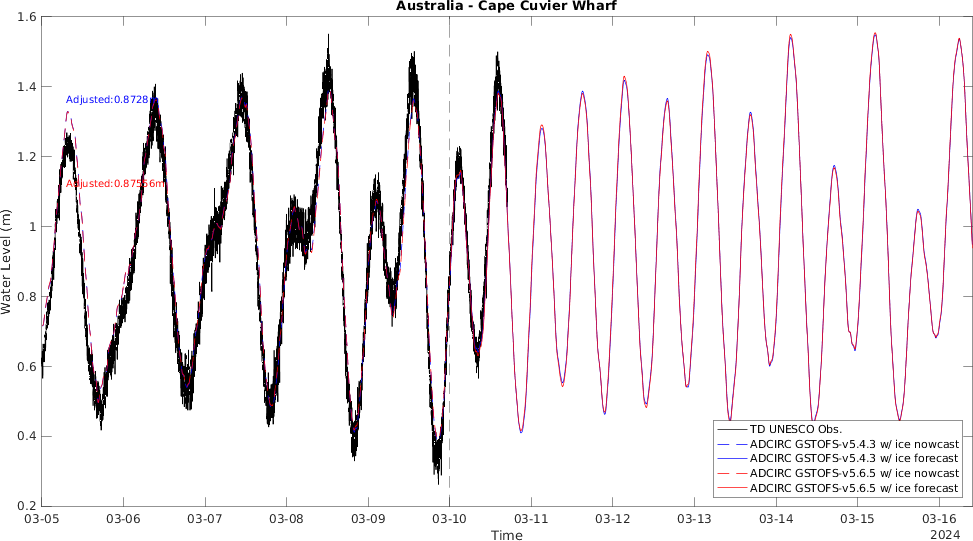 Australia - Cape Cuvier Wharf
1.6
1.4
1.2
1
0.8
0.6
0.4
0.2
Water Level (m)
Adjusted:0.8728
Adjusted:0.87566m
TD UNESCO Obs.
ADCIRC GSTOFS-v5.4.3 w/ ice nowcast
ADCIRC GSTOFS-v5.4.3 w/ ice forecast
ADCIRC GSTOFS-v5.6.5 w/ ice nowcast
ADCIRC GSTOFS-v5.6.5 w/ ice forecast
03-05 03-06 03-07 03-08 03-09 03-10 03-11 03-12 03-13 03-14 03-15 03-16
Time
2024